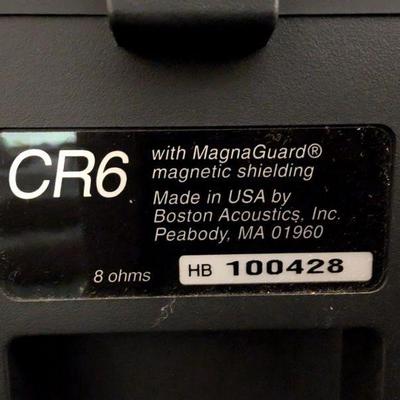 CR6
with MagnaGuard®
magnetic shielding
Made in USA by
Boston Acoustics, Inc.
Peabody, MA 01960
8 ohms
HB 100428